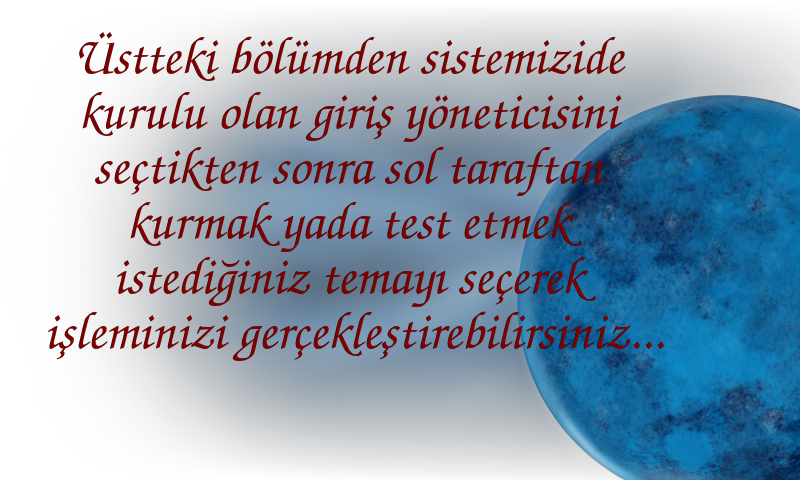 Üstteki bölümden sistemizide
kurulu olan giriş yöneticisini
seçtikten sonra sol taraftan
kurmak yada test etmek
istediğiniz temayı seçerek
işleminizi gerçekleştirebilirsiniz...